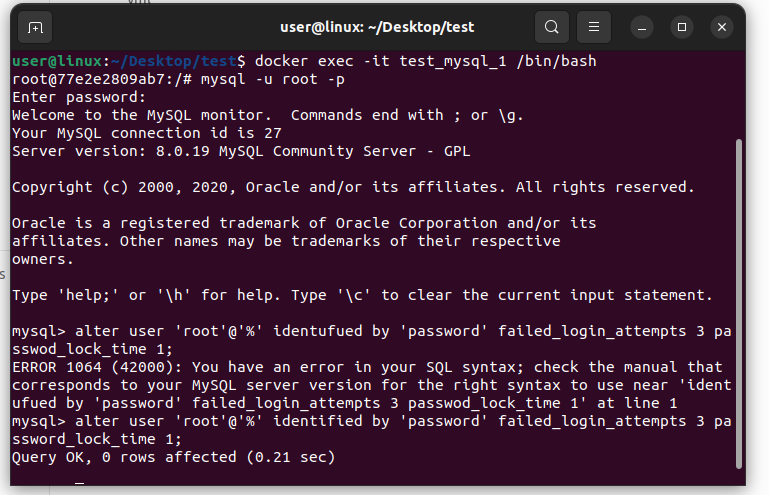 user@linux: ~/Desktop/test
user@linux:~/Desktop/test$ docker exec -it test_mysql_1 /bin/bash
root@77e2e2809ab7:/# mysql -u root -p
Enter password:
Welcome to the MySQL monitor.  Commands end with ; or \g.
Your MySQL connection id is 27
Server version: 8.0.19 MySQL Community Server - GPL
Copyright (c) 2000, 2020, Oracle and/or its affiliates. All rights reserved.
Oracle is a registered trademark of Oracle Corporation and/or its
affiliates. Other names may be trademarks of their respective
owners.
Type 'help;' or '\h' for help. Type '\c' to clear the current input statement.
mysql> alter user 'root'@'%' identufued by 'password' failed_login_attempts 3 pa
sswod_lock_time 1;
ERROR 1064 (42000): You have an error in your SQL syntax; check the manual that
corresponds to your MySQL server version for the right syntax to use near 'ident
ufued by 'password' failed_login_attempts 3 passwod_lock_time 1' at line 1
mysql> alter user 'root'@'%' identified by 'password' failed_login_attempts 3 pa
ssword_lock_time 1;
Query OK, 0 rows affected (0.21 sec)